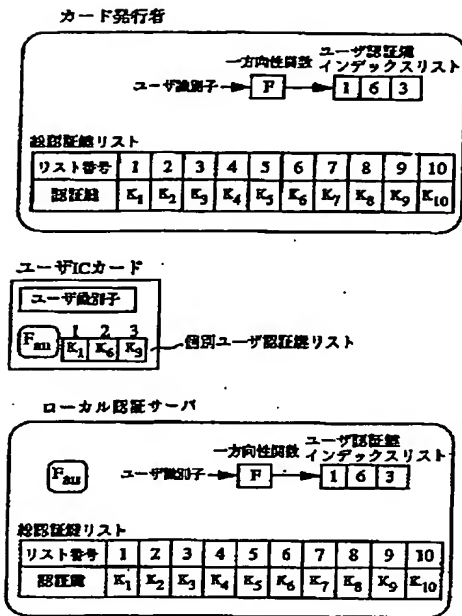 カード発行者
一方向性関数 ユーザ認証鍵
インデックスリスト
ユーザ識別子 F 1 6 3
総認証鍵リスト
リスト番号 1 2 3 4 5 6 7 8 9 10
認証鍵 K₁ K₂ K₃ K₄ K₅ K₆ K₇ K₈ K₉ K₁₀
ユーザICカード
ユーザ識別子
1 2 3
Fau K₁ K₆ K₃ 個別ユーザ認証鍵リスト
ローカル認証サーバ
一方向性関数 ユーザ認証鍵
インデックスリスト
Fau ユーザ識別子 F 1 6 3
総認証鍵リスト
リスト番号 1 2 3 4 5 6 7 8 9 10
認証鍵 K₁ K₂ K₃ K₄ K₅ K₆ K₇ K₈ K₉ K₁₀